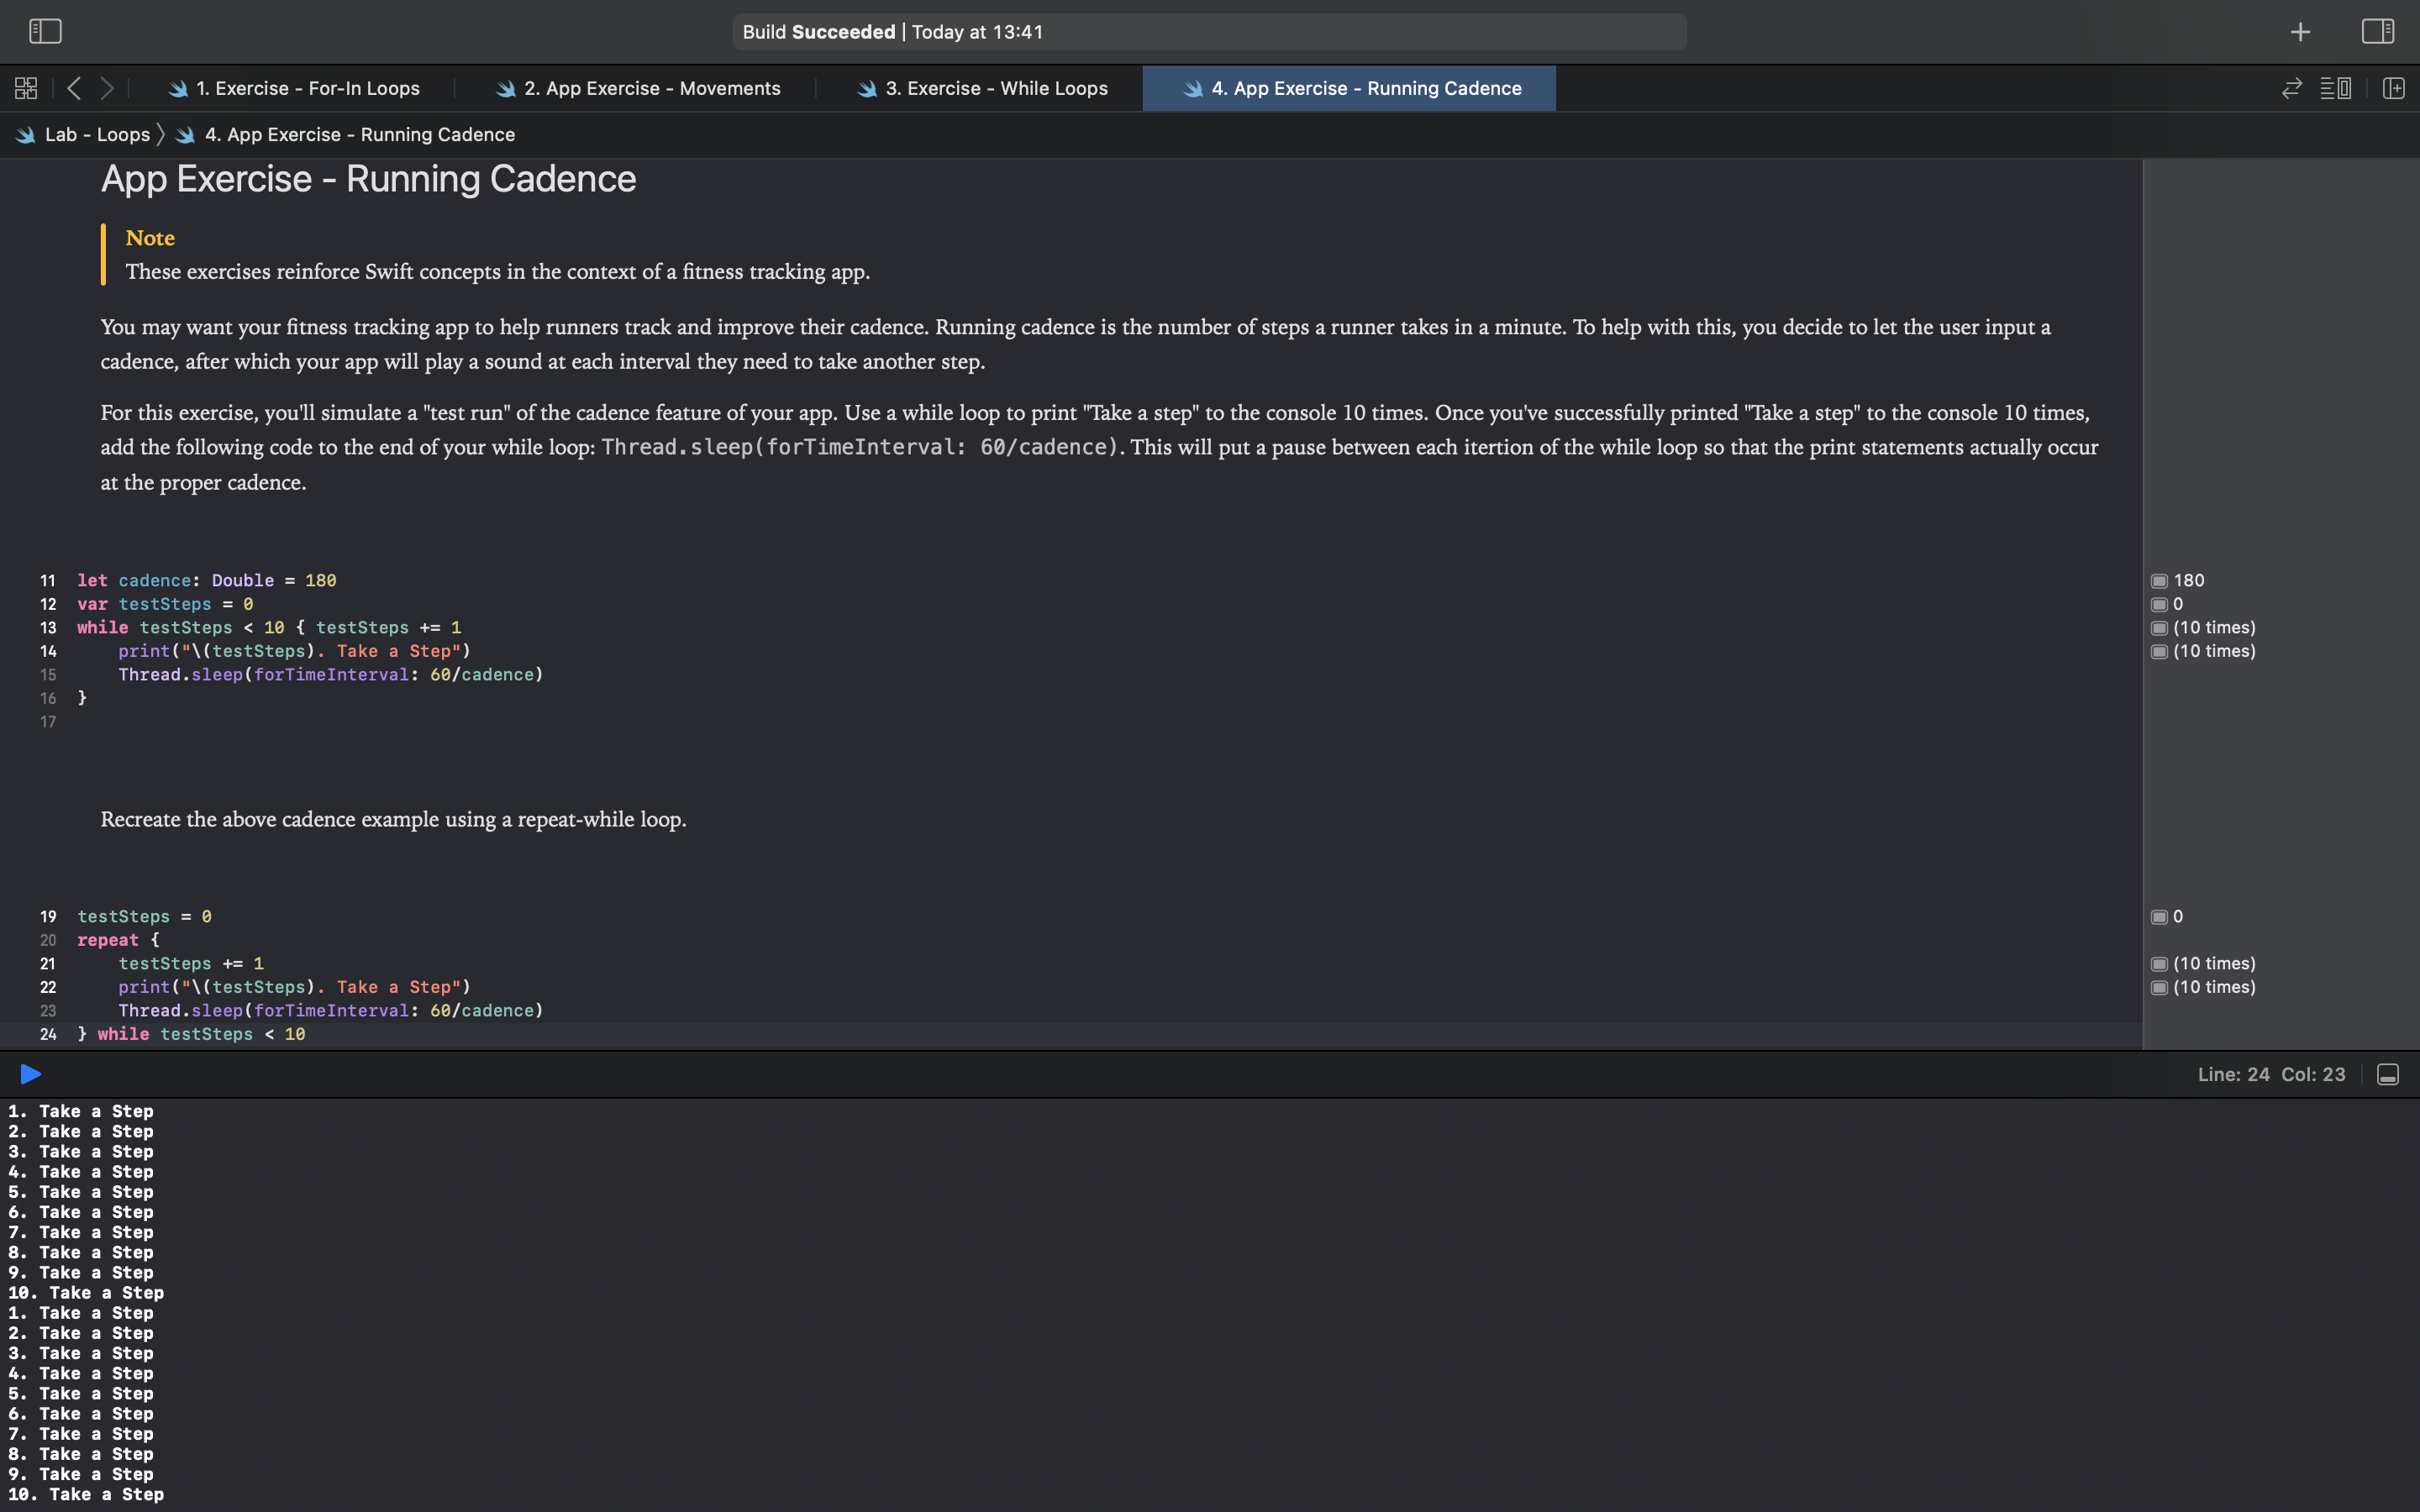 Build Succeeded | Today at 13:41
1. Exercise - For-In Loops
2. App Exercise - Movements
3. Exercise - While Loops
4. App Exercise - Running Cadence
Lab - Loops 〉 4. App Exercise - Running Cadence
App Exercise - Running Cadence
Note
These exercises reinforce Swift concepts in the context of a fitness tracking app.
You may want your fitness tracking app to help runners track and improve their cadence. Running cadence is the number of steps a runner takes in a minute. To help with this, you decide to let the user input a
cadence, after which your app will play a sound at each interval they need to take another step.
For this exercise, you'll simulate a "test run" of the cadence feature of your app. Use a while loop to print "Take a step" to the console 10 times. Once you've successfully printed "Take a step" to the console 10 times,
add the following code to the end of your while loop: Thread.sleep(forTimeInterval: 60/cadence). This will put a pause between each itertion of the while loop so that the print statements actually occur
at the proper cadence.
11 let cadence: Double = 180 180
12 var testSteps = 0 0
13 while testSteps < 10 { testSteps += 1 (10 times)
14     print("\(testSteps). Take a Step") (10 times)
15     Thread.sleep(forTimeInterval: 60/cadence)
16 }
17
Recreate the above cadence example using a repeat-while loop.
19 testSteps = 0 0
20 repeat {
21     testSteps += 1 (10 times)
22     print("\(testSteps). Take a Step") (10 times)
23     Thread.sleep(forTimeInterval: 60/cadence)
24 } while testSteps < 10
Line: 24 Col: 23
1. Take a Step
2. Take a Step
3. Take a Step
4. Take a Step
5. Take a Step
6. Take a Step
7. Take a Step
8. Take a Step
9. Take a Step
10. Take a Step
1. Take a Step
2. Take a Step
3. Take a Step
4. Take a Step
5. Take a Step
6. Take a Step
7. Take a Step
8. Take a Step
9. Take a Step
10. Take a Step